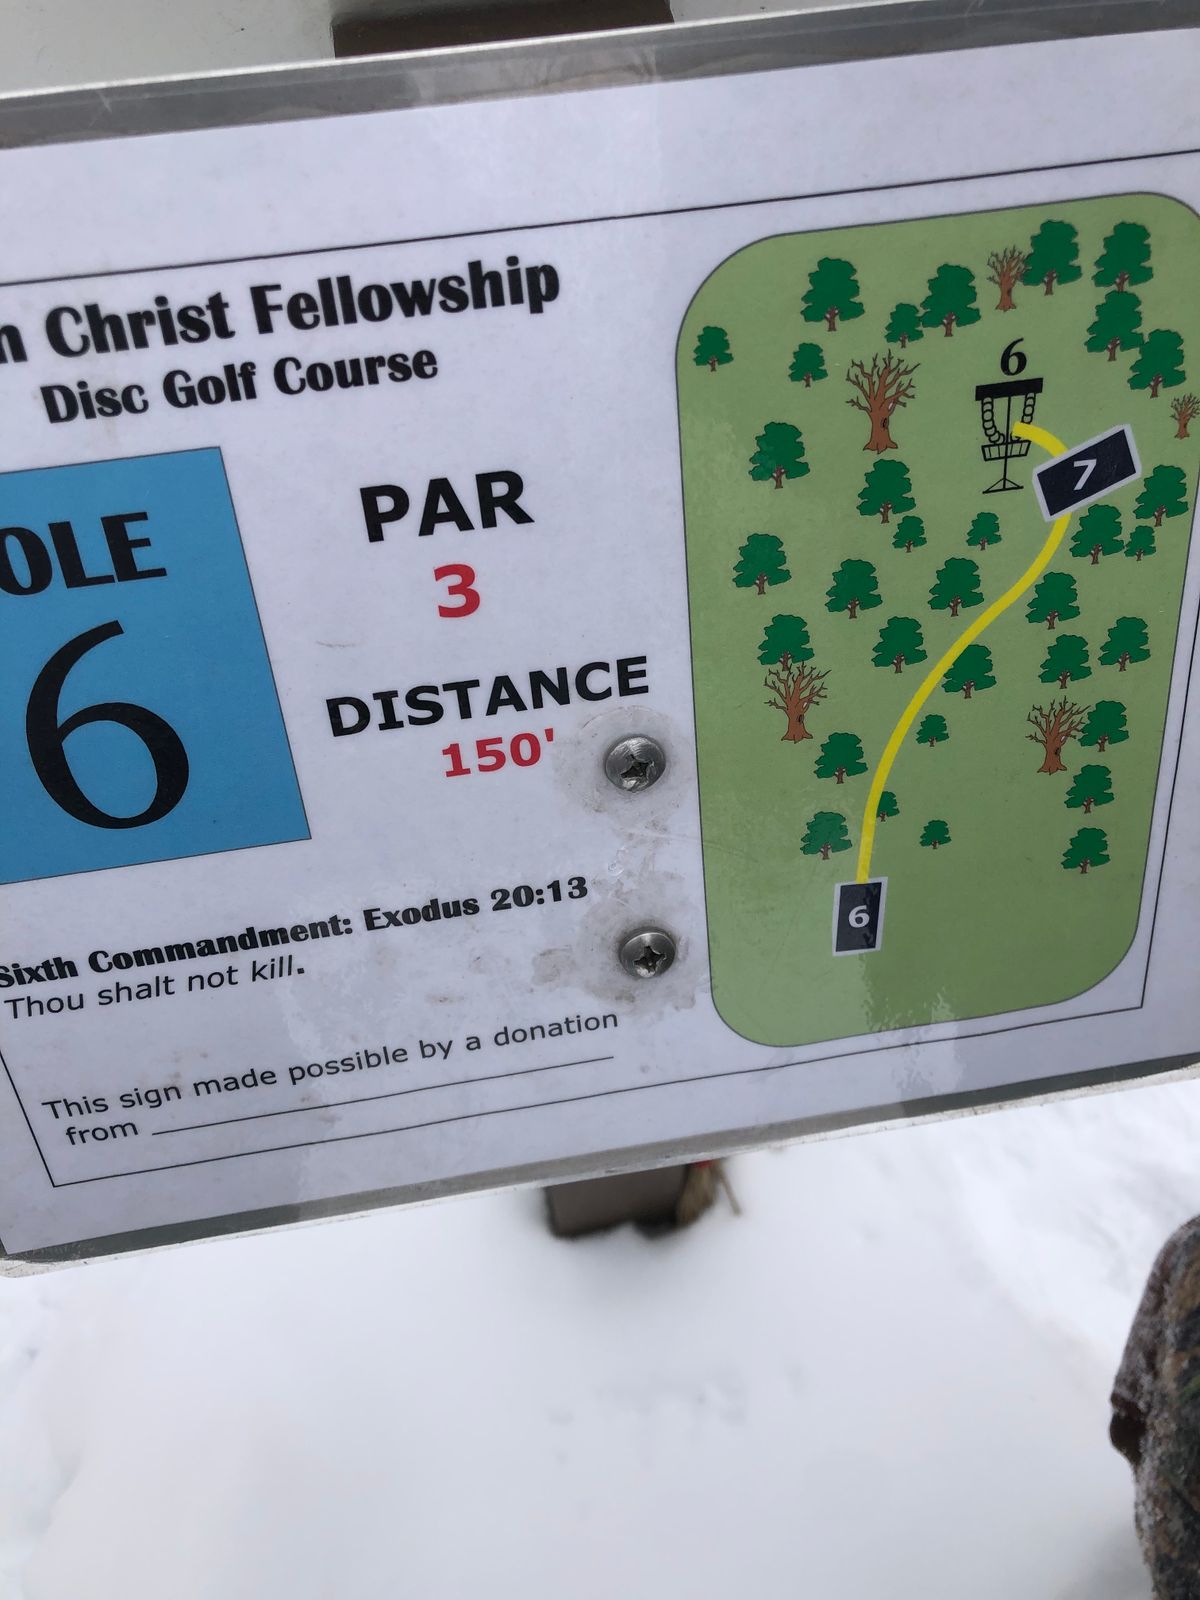 n Christ Fellowship
Disc Golf Course
OLE
6
PAR
3
DISTANCE
150'
Sixth Commandment: Exodus 20:13
Thou shalt not kill.
This sign made possible by a donation
from
6
7
6